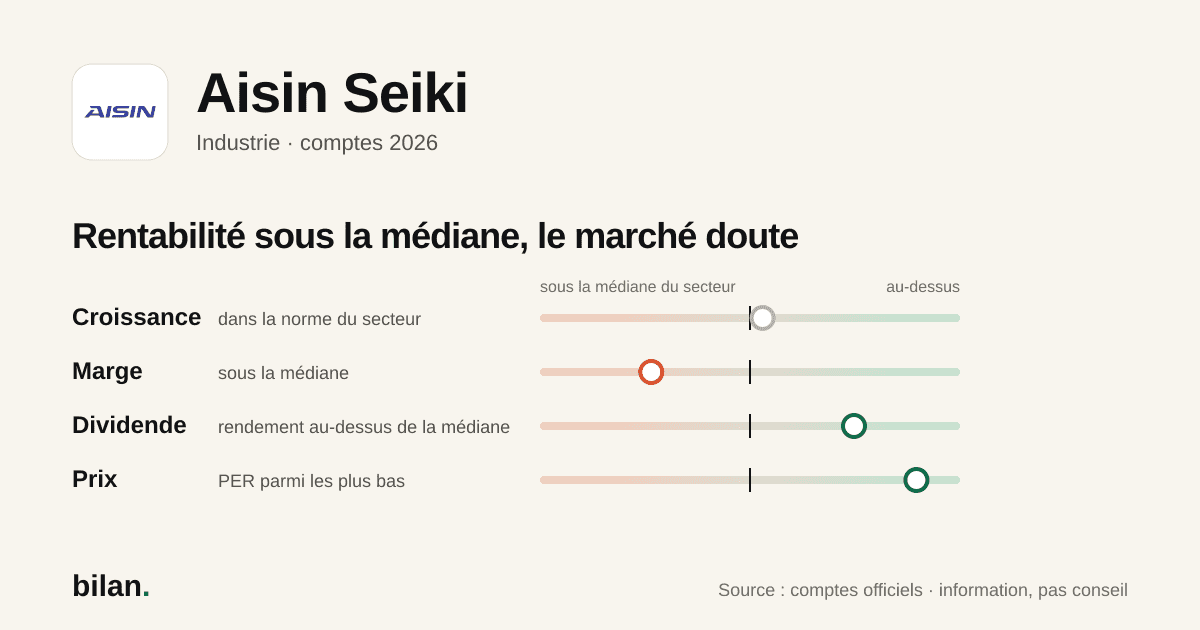 AISIN
Aisin Seiki
Industrie · comptes 2026
Rentabilité sous la médiane, le marché doute
sous la médiane du secteur au-dessus
Croissance dans la norme du secteur
Marge sous la médiane
Dividende rendement au-dessus de la médiane
Prix PER parmi les plus bas
bilan.
Source : comptes officiels · information, pas conseil